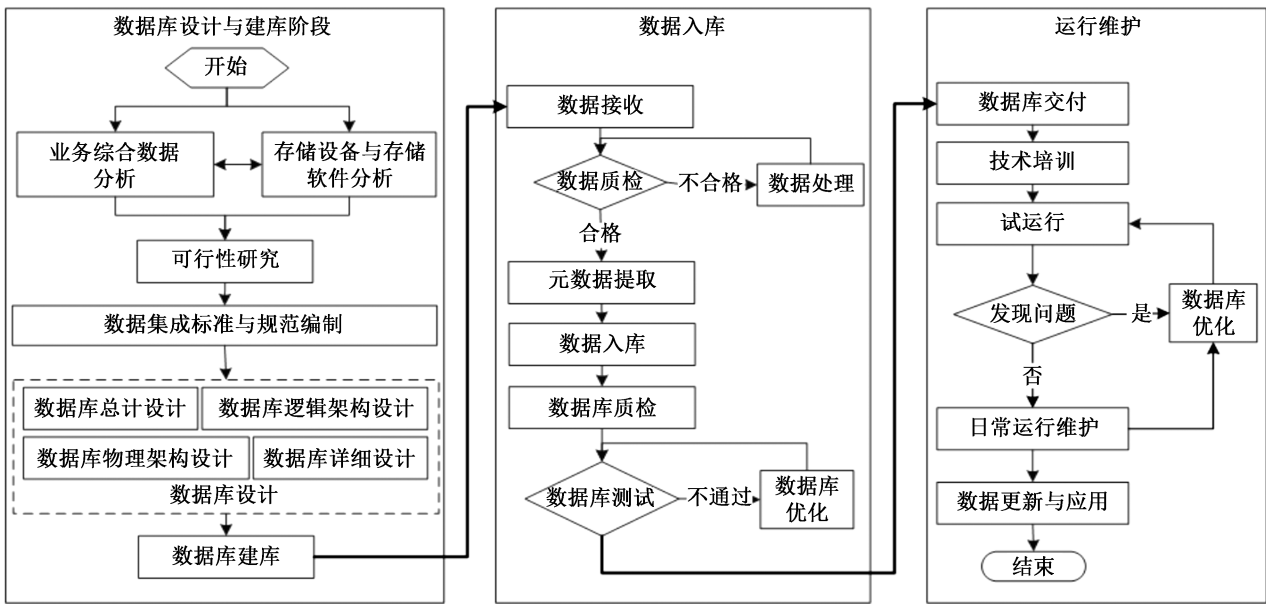 数据库设计与建库阶段
开始
业务综合数据
分析
存储设备与存储
软件分析
可行性研究
数据集成标准与规范编制
数据库总计设计
数据库逻辑架构设计
数据库物理架构设计
数据库详细设计
数据库设计
数据库建库
数据入库
数据接收
数据质检
不合格
数据处理
合格
元数据提取
数据入库
数据库质检
数据库测试
不通过
数据库
优化
运行维护
数据库交付
技术培训
试运行
发现问题
是
数据库
优化
否
日常运行维护
数据更新与应用
结束